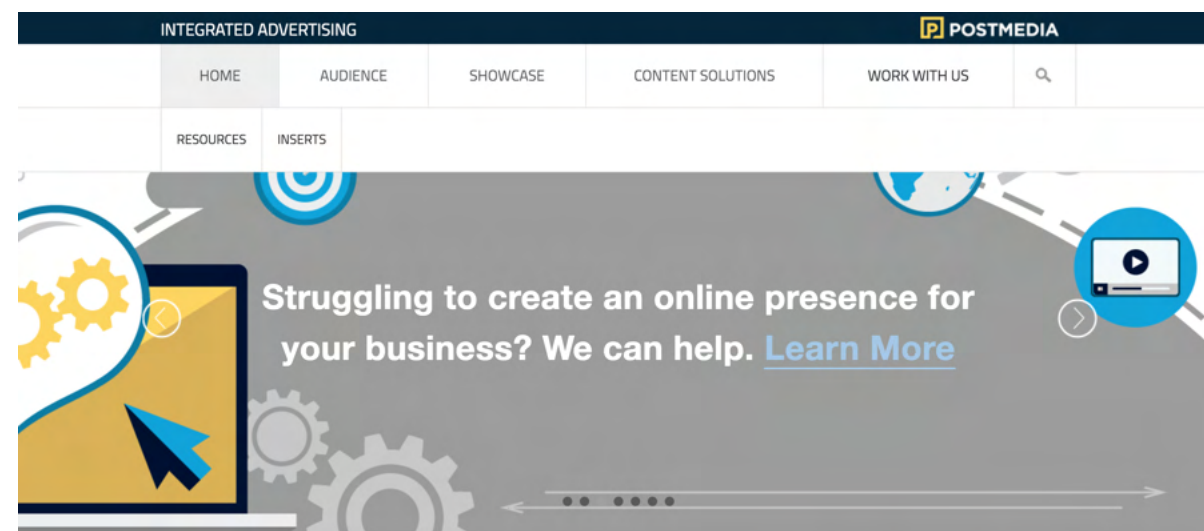 INTEGRATED ADVERTISING
P POSTMEDIA
HOME
AUDIENCE
SHOWCASE
CONTENT SOLUTIONS
WORK WITH US
RESOURCES
INSERTS
Struggling to create an online presence for
your business? We can help. Learn More